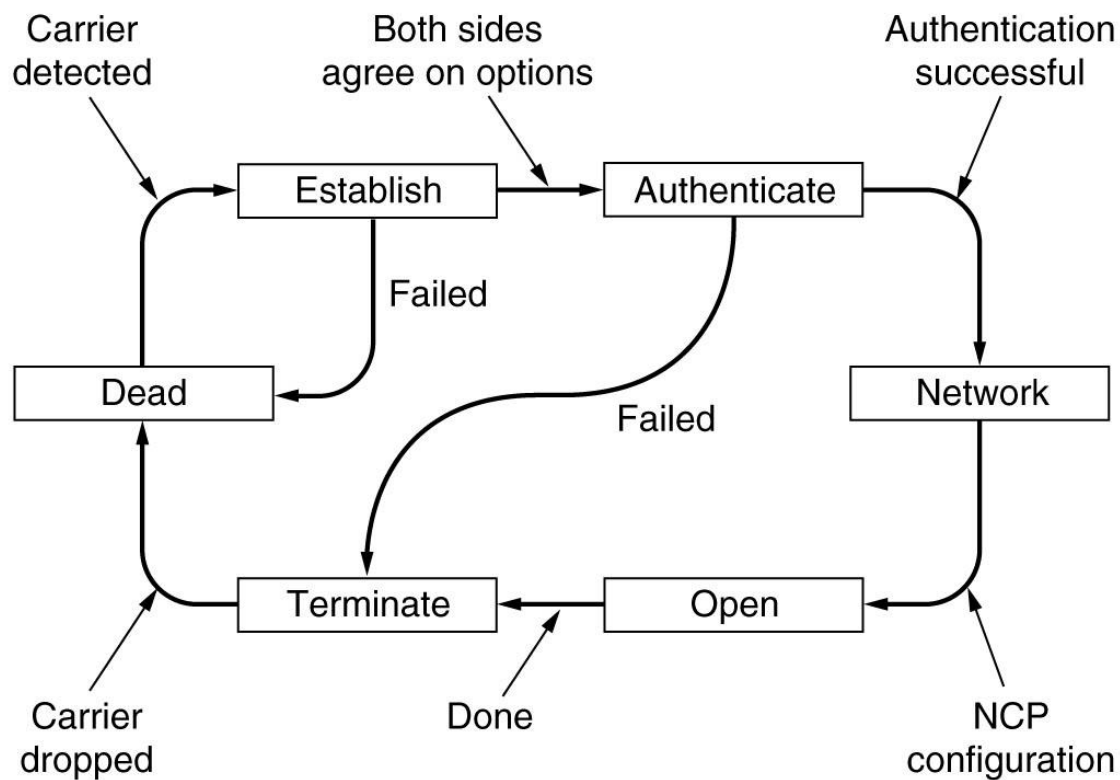 Carrier
detected
Both sides
agree on options
Authentication
successful
Establish
Authenticate
Failed
Dead
Failed
Network
Terminate
Open
Carrier
dropped
Done
NCP
configuration